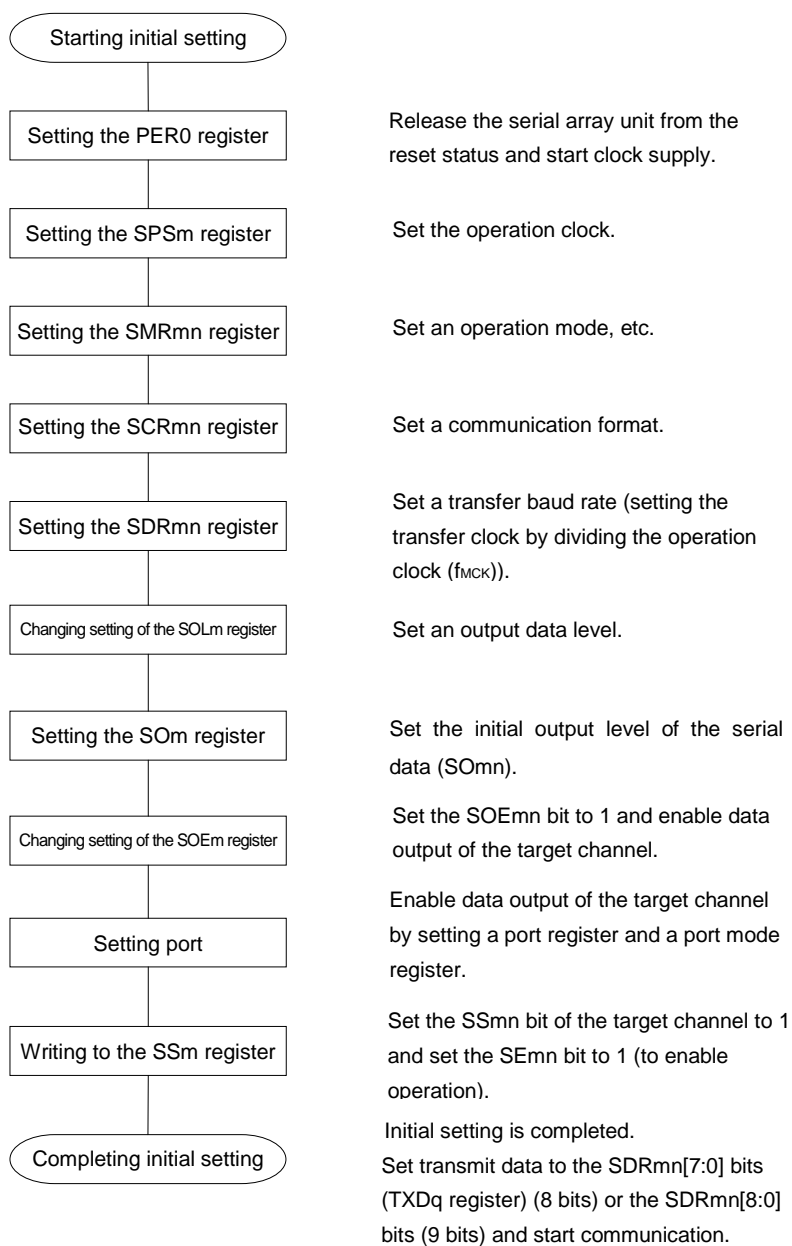 Starting initial setting
Setting the PER0 register
Release the serial array unit from the
reset status and start clock supply.
Setting the SPSm register
Set the operation clock.
Setting the SMRmn register
Set an operation mode, etc.
Setting the SCRmn register
Set a communication format.
Setting the SDRmn register
Set a transfer baud rate (setting the
transfer clock by dividing the operation
clock (fMCK)).
Changing setting of the SOLm register
Set an output data level.
Setting the SOm register
Set the initial output level of the serial
data (SOmn).
Changing setting of the SOEm register
Set the SOEmn bit to 1 and enable data
output of the target channel.
Setting port
Enable data output of the target channel
by setting a port register and a port mode
register.
Writing to the SSm register
Set the SSmn bit of the target channel to 1
and set the SEmn bit to 1 (to enable
operation).
Completing initial setting
Initial setting is completed.
Set transmit data to the SDRmn[7:0] bits
(TXDq register) (8 bits) or the SDRmn[8:0]
bits (9 bits) and start communication.